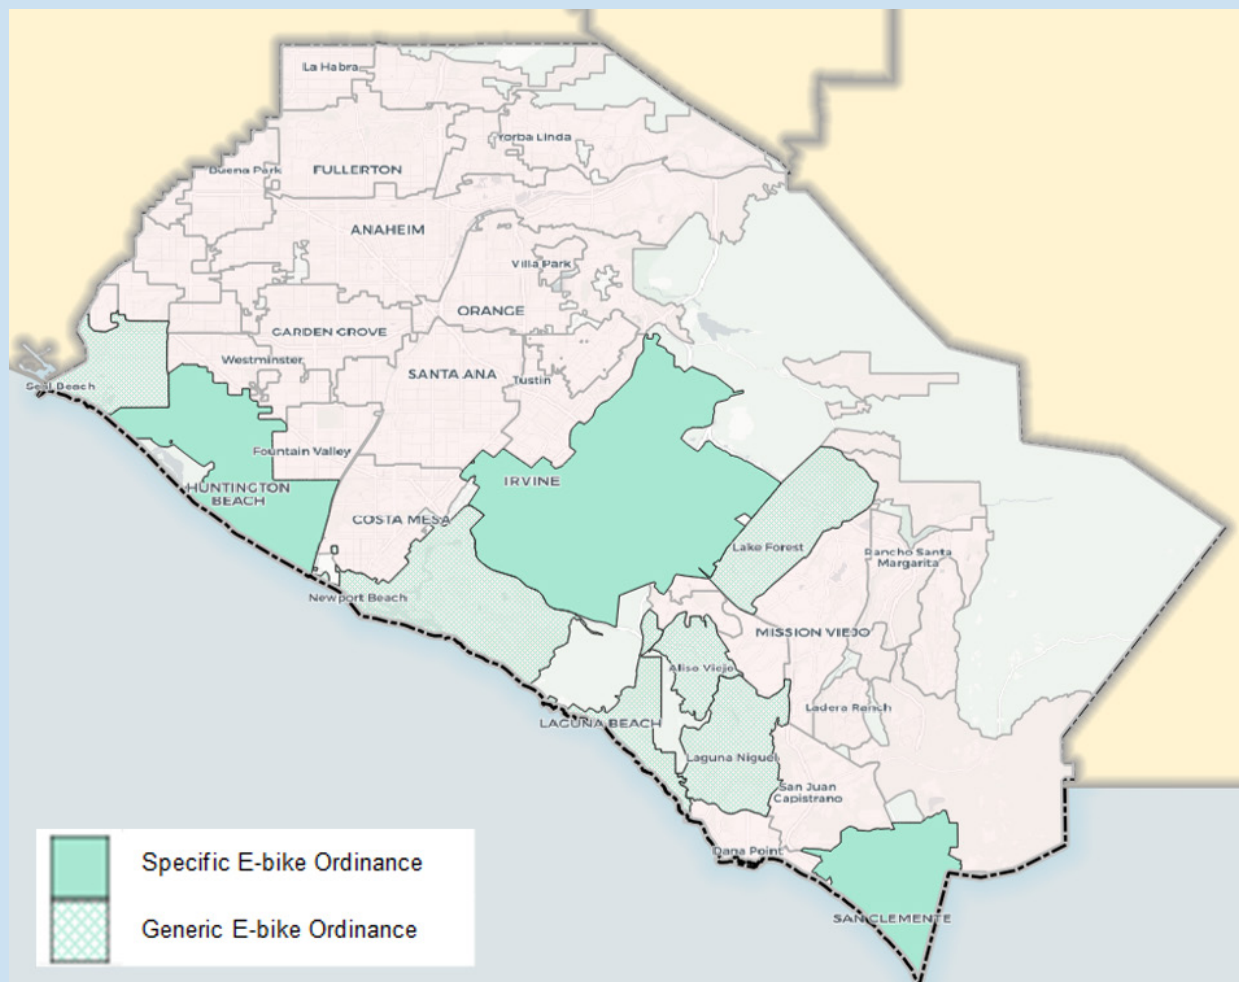 La Habra
Yorba Linda
Buena Park
FULLERTON
ANAHEIM
Villa Park
ORANGE
GARDEN GROVE
Westminster
SANTA ANA
Tustin
Seal Beach
Fountain Valley
IRVINE
HUNTINGTON
BEACH
COSTA MESA
Lake Forest
Rancho Santa
Margarita
Newport Beach
MISSION VIEJO
Aliso Viejo
Ladera Ranch
LAGUNA BEACH
Laguna Niguel
San Juan
Capistrano
Dana Point
SAN CLEMENTE
Specific E-bike Ordinance
Generic E-bike Ordinance